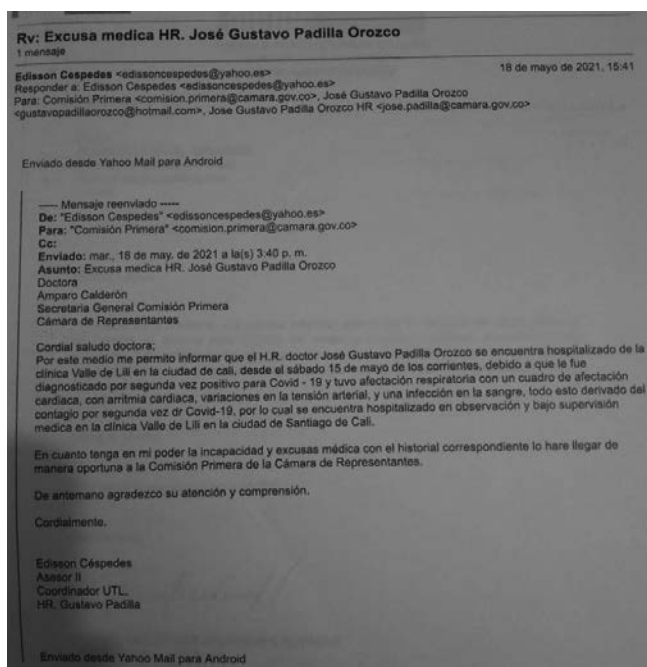 Rv: Excusa medica HR. José Gustavo Padilla Orozco
1 mensaje
Edisson Cespedes <edissoncespedes@yahoo.es>
18 de mayo de 2021, 15:41
Responder a: Edisson Cespedes <edissoncespedes@yahoo.es>
Para: Comisión Primera <comision.primera@camara.gov.co>, José Gustavo Padilla Orozco
<gustavopadillaorozco@hotmail.com>, Jose Gustavo Padilla Orozco HR <jose.padilla@camara.gov.co>
Enviado desde Yahoo Mail para Android
----- Mensaje reenviado -----
De: "Edisson Cespedes" <edissoncespedes@yahoo.es>
Para: "Comisión Primera" <comision.primera@camara.gov.co>
Cc:
Enviado: mar., 18 de may. de 2021 a la(s) 3:40 p. m.
Asunto: Excusa medica HR. José Gustavo Padilla Orozco
Doctora
Amparo Calderón
Secretaria General Comisión Primera
Cámara de Representantes
Cordial saludo doctora;
Por este medio me permito informar que el H.R. doctor José Gustavo Padilla Orozco se encuentra hospitalizado de la
clínica Valle de Lili en la ciudad de cali, desde el sábado 15 de mayo de los corrientes, debido a que le fue
diagnosticado por segunda vez positivo para Covid - 19 y tuvo afectación respiratoria con un cuadro de afectación
cardiaca, con arritmia cardiaca, variaciones en la tensión arterial, y una infección en la sangre, todo esto derivado del
contagio por segunda vez dr Covid-19, por lo cual se encuentra hospitalizado en observación y bajo supervisión
medica en la clínica Valle de Lili en la ciudad de Santiago de Cali.
En cuanto tenga en mi poder la incapacidad y excusas médica con el historial correspondiente lo hare llegar de
manera oportuna a la Comisión Primera de la Cámara de Representantes.
De antemano agradezco su atención y comprensión.
Cordialmente.
Edisson Céspedes
Asesor II
Coordinador UTL.
HR. Gustavo Padilla
Enviado desde Yahoo Mail para Android